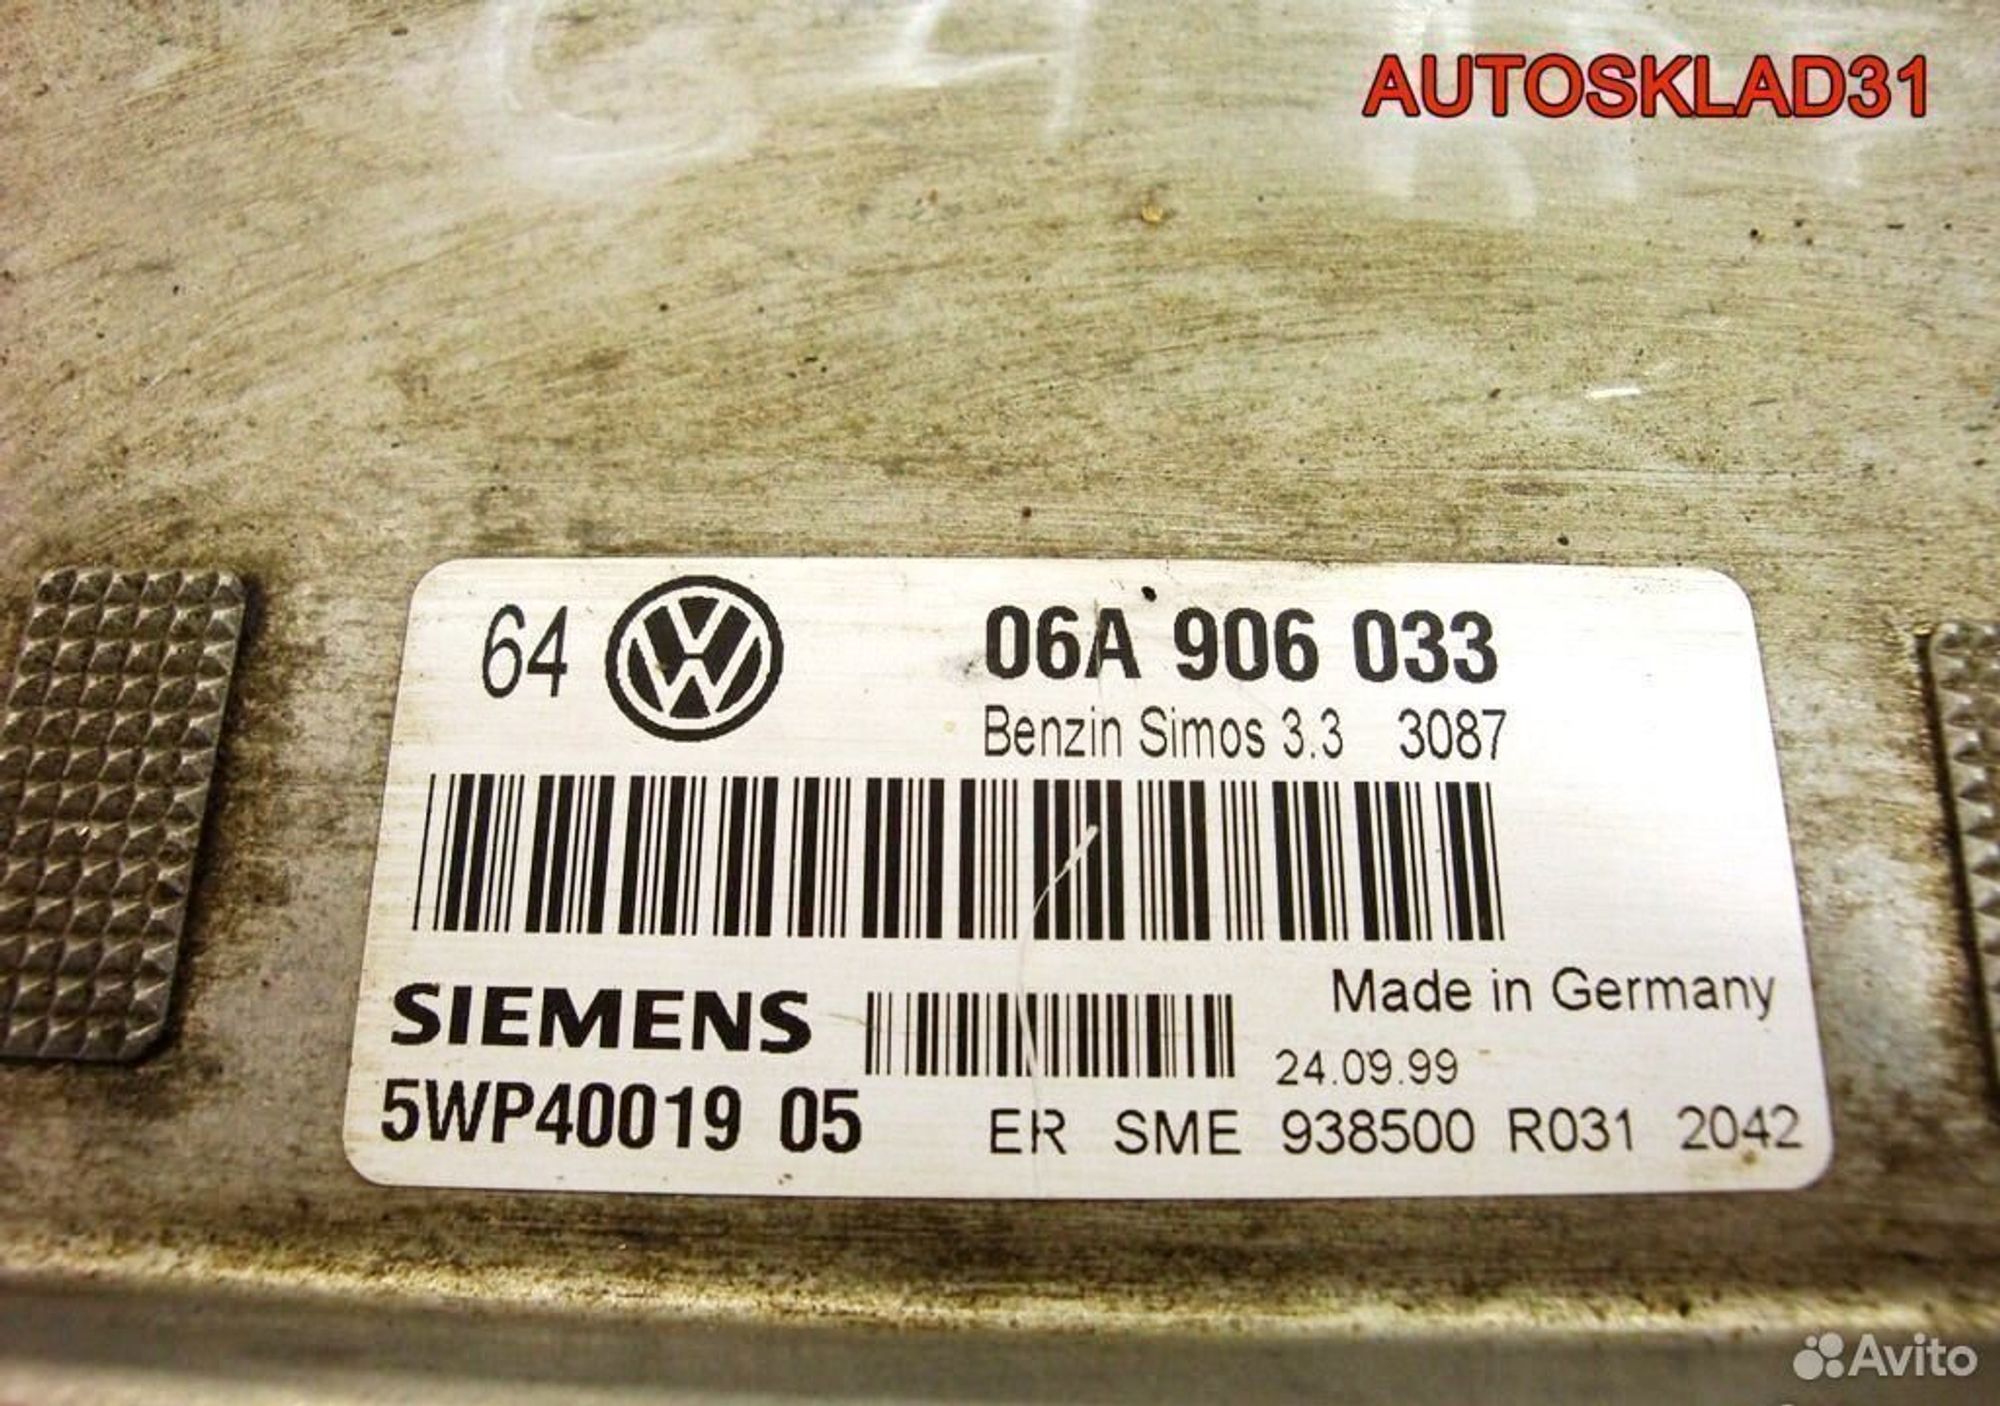 AUTOSKLAD31
64 06A 906 033
Benzin Simos 3.3 3087
SIEMENS
Made in Germany
24.09.99
5WP40019 05
ER SME 938500 R031 2042
Avito